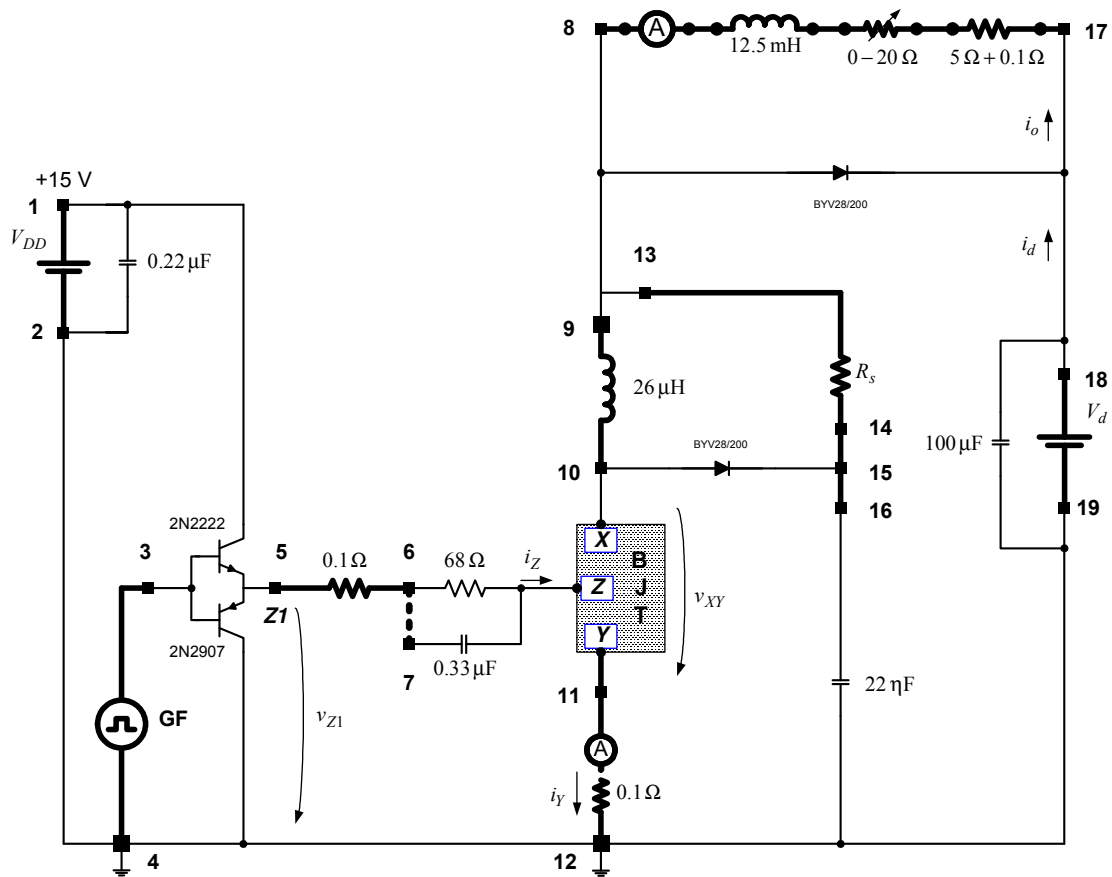 8
A
17
12.5 mH
0 − 20 Ω
5 Ω + 0.1 Ω
i_o
+15 V
1
BYV28/200
V_DD
0.22 μF
13
i_d
2
9
R_s
26 μH
18
14
V_d
BYV28/200
100 μF
10
15
19
16
2N2222
X
B
3
5
0.1 Ω
6
68 Ω
i_Z
Z
J
v_XY
Z1
T
Y
2N2907
0.33 μF
7
22 ηF
11
GF
v_Z1
A
i_Y
0.1 Ω
4
12